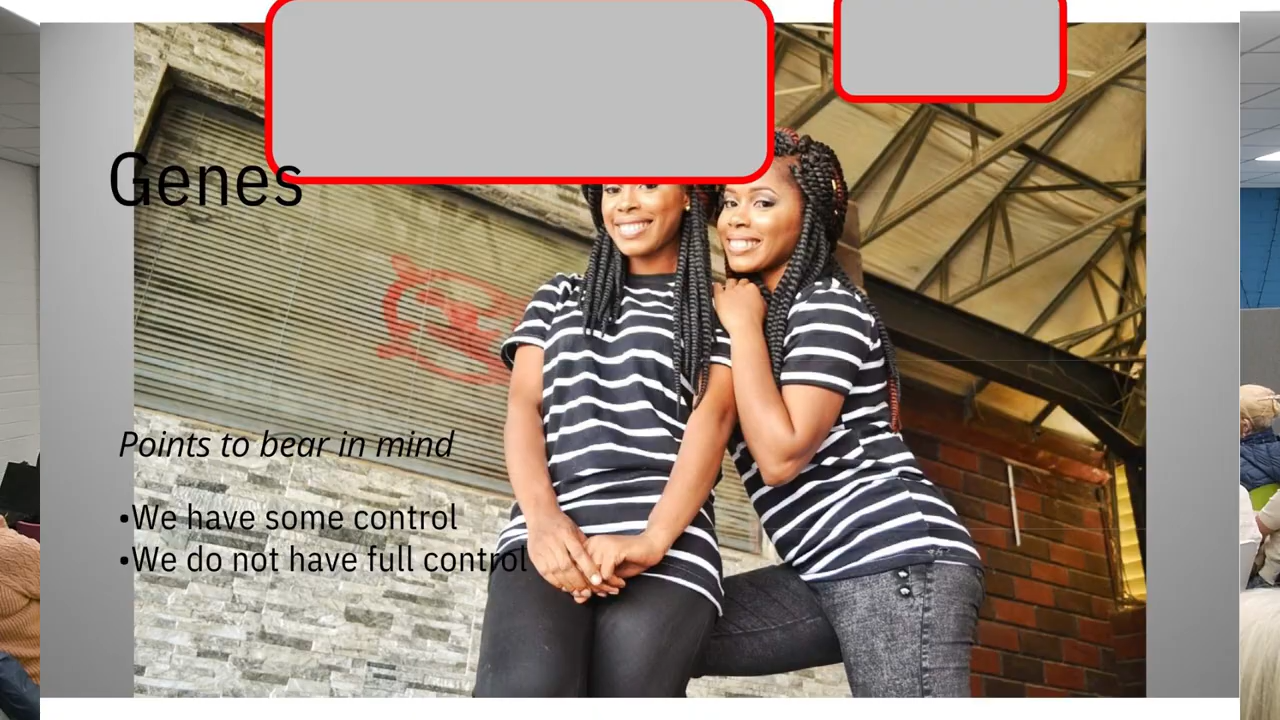 Genes
Points to bear in mind
•We have some control
•We do not have full control